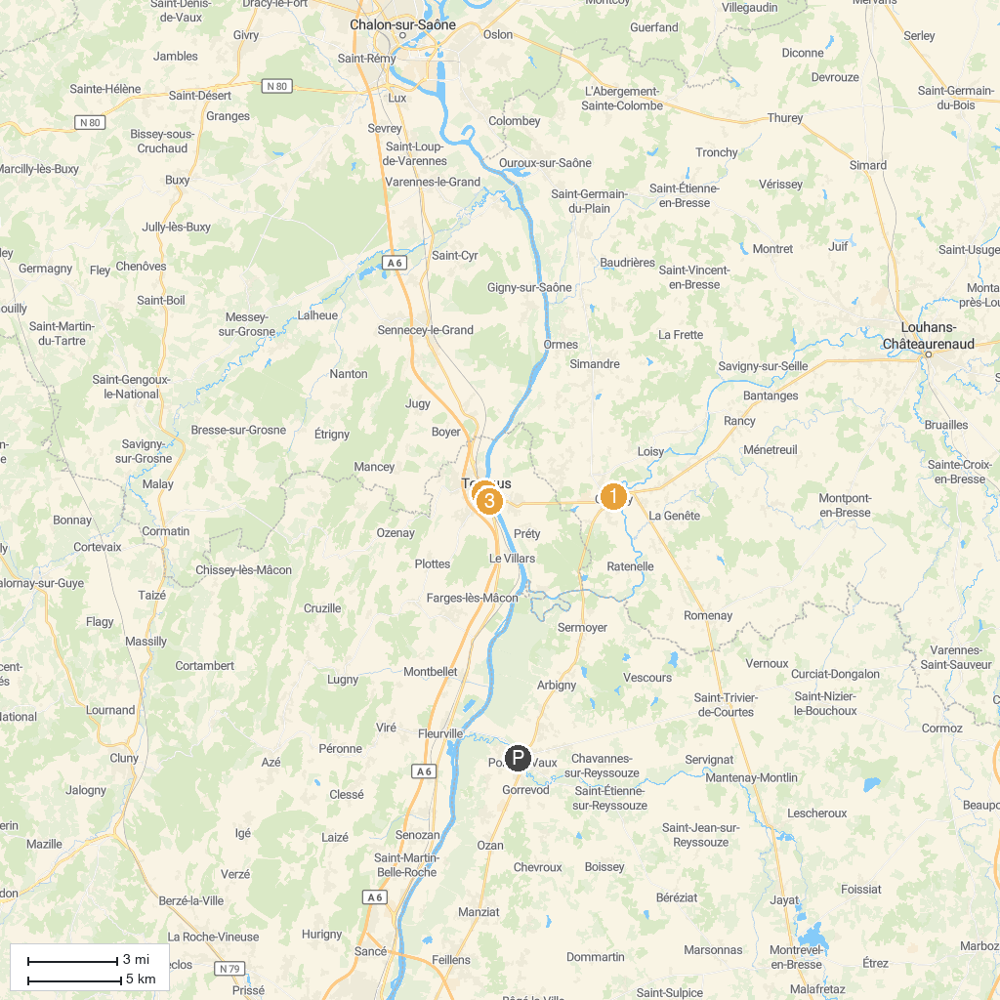 Saint-Denis-
de-Vaux
Dracy-le-Fort
Montcoy
Villegaudin
Mervans
Chalon-sur-Saône
Givry
Oslon
Guerfand
Serley
Jambles
Saint-Rémy
Diconne
Devrouze
Sainte-Hélène
N 80
Saint-Désert
Lux
L'Abergement-
Sainte-Colombe
Saint-Germain-
du-Bois
N 80
Granges
Sevrey
Colombey
Thurey
Bissey-sous-
Cruchaud
Saint-Loup-
de-Varennes
Tronchy
Simard
Marcilly-lès-Buxy
Buxy
Varennes-le-Grand
Ouroux-sur-Saône
Saint-Étienne-
en-Bresse
Vérissey
Saint-Germain-
du-Plain
Jully-lès-Buxy
Germagny
Fley
Chenôves
A 6
Saint-Cyr
Baudrières
Saint-Vincent-
en-Bresse
Montret
Juif
Saint-Usuge
Saint-Boil
Gigny-sur-Saône
Messey-
sur-Grosne
Lalheue
Saint-Martin-
du-Tartre
Sennecey-le-Grand
La Frette
Louhans-
Châteaurenaud
Ormes
Simandre
Savigny-sur-Seille
Saint-Gengoux-
le-National
Nanton
Jugy
Bantanges
Bresse-sur-Grosne
Étrigny
Boyer
Rancy
Bruailles
Savigny-
sur-Grosne
Mancey
Loisy
Ménetreuil
Sainte-Croix-
en-Bresse
Malay
3
1
Montpont-
en-Bresse
La Genête
Bonnay
Cormatin
Ozenay
Préty
Cortevaix
Chissey-lès-Mâcon
Plottes
Le Villars
Ratenelle
Taizé
Farges-lès-Mâcon
Cruzille
Flagy
Sermoyer
Romenay
Massilly
Cortambert
Lugny
Montbellet
Arbigny
Vescours
Vernoux
Curciat-Dongalon
Varennes-
Saint-Sauveur
Lournand
Saint-Trivier-
de-Courtes
Saint-Nizier-
le-Bouchoux
Viré
Fleurville
Cormoz
Cluny
Azé
Péronne
P
Chavannes-
sur-Reyssouze
Servignat
A 6
Mantenay-Montlin
Jalogny
Clessé
Gorrevod
Saint-Étienne-
sur-Reyssouze
Lescheroux
Mazille
Igé
Laizé
Senozan
Ozan
Saint-Jean-sur-
Reyssouze
Verzé
Saint-Martin-
Belle-Roche
Chevroux
Boissey
Berzé-la-Ville
A 6
Manziat
Béréziat
Jayat
Foissiat
La Roche-Vineuse
Hurigny
Sancé
Feillens
Dommartin
Marsonnas
Montrevel-
en-Bresse
Étrez
N 79
Prissé
Saint-Sulpice
Malafretaz
3 mi
5 km